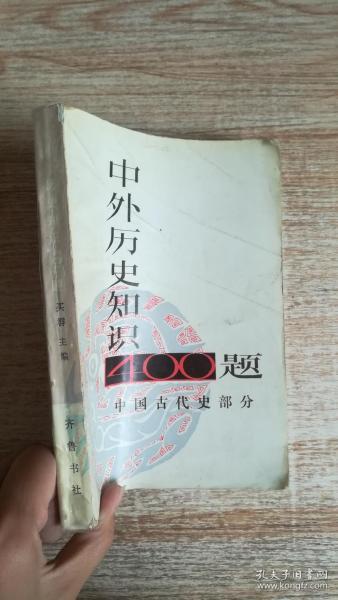 中外历史知识
400题
中国古代史部分
主编
齐鲁书社
孔夫子旧书网
www.kongfz.com